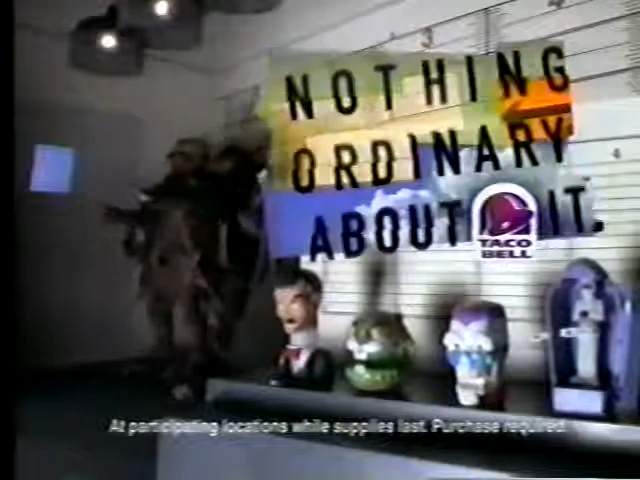 NOTHING
ORDINARY
ABOUT IT.
TACO
BELL
At participating locations while supplies last. Purchase required.